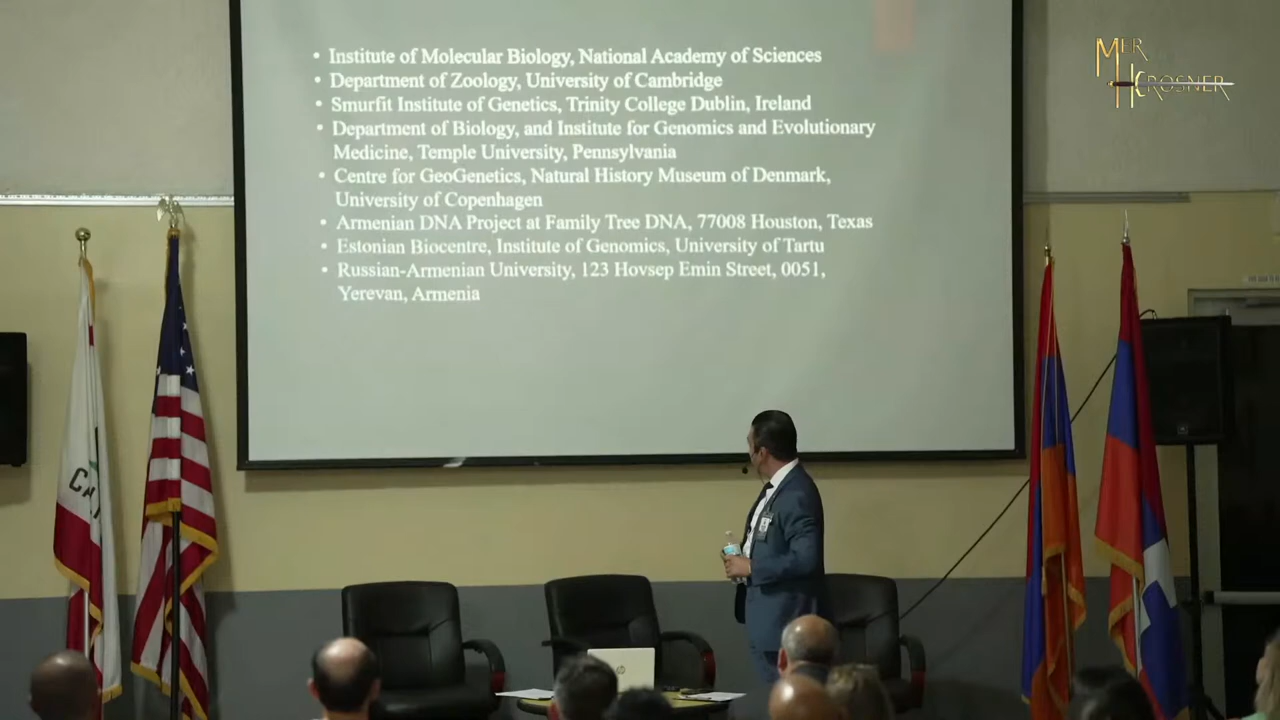 • Institute of Molecular Biology, National Academy of Sciences
• Department of Zoology, University of Cambridge
• Smurfit Institute of Genetics, Trinity College Dublin, Ireland
• Department of Biology, and Institute for Genomics and Evolutionary
Medicine, Temple University, Pennsylvania
• Centre for GeoGenetics, Natural History Museum of Denmark,
University of Copenhagen
• Armenian DNA Project at Family Tree DNA, 77008 Houston, Texas
• Estonian Biocentre, Institute of Genomics, University of Tartu
• Russian-Armenian University, 123 Hovsep Emin Street, 0051,
Yerevan, Armenia
MER
HEROSNER
hp